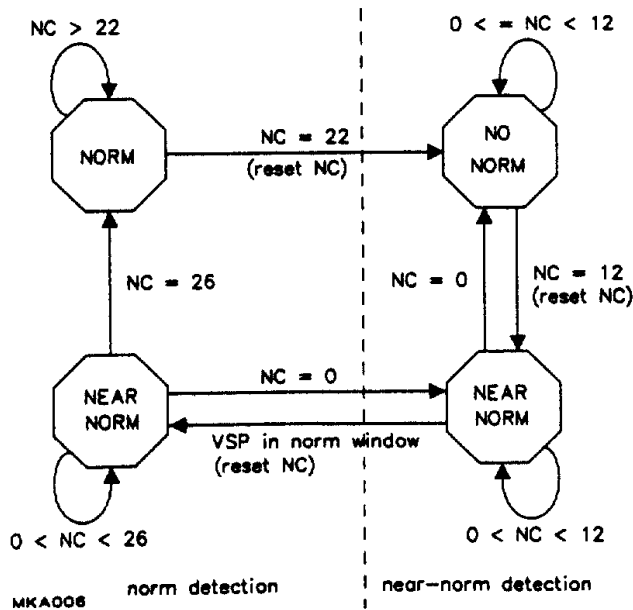 NC > 22
0 < = NC < 12
NORM
NC = 22
(reset NC)
NO
NORM
NC = 26
NC = 0
NC = 12
(reset NC)
NEAR
NORM
NC = 0
NEAR
NORM
VSP in norm window
(reset NC)
0 < NC < 26
0 < NC < 12
MKA006
norm detection
near-norm detection